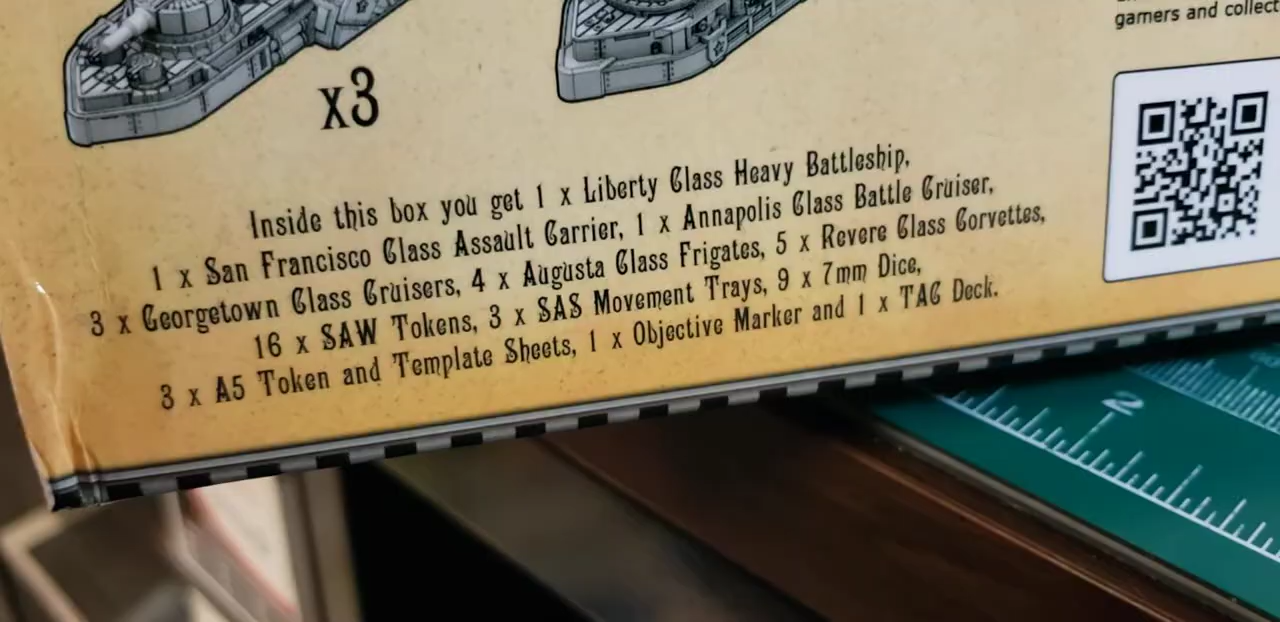 gamers and collect
x3
Inside this box you get 1 x Liberty Class Heavy Battleship,
1 x San Francisco Class Assault Carrier, 1 x Annapolis Class Battle Cruiser,
3 x Georgetown Class Cruisers, 4 x Augusta Class Frigates, 5 x Revere Class Corvettes,
16 x SAW Tokens, 3 x SAS Movement Trays, 9 x 7mm Dice,
3 x A5 Token and Template Sheets, 1 x Objective Marker and 1 x TAC Deck.
2